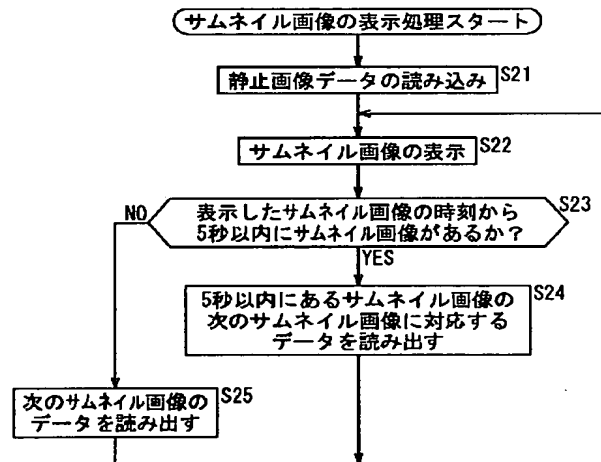 サムネイル画像の表示処理スタート
静止画像データの読み込み
S21
サムネイル画像の表示
S22
表示したサムネイル画像の時刻から
5秒以内にサムネイル画像があるか?
S23
NO
YES
5秒以内にあるサムネイル画像の
次のサムネイル画像に対応する
データを読み出す
S24
次のサムネイル画像の
データを読み出す
S25